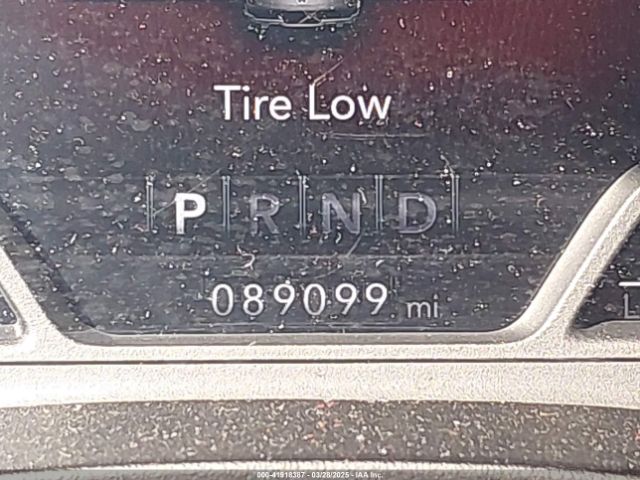 Tire Low
P R N D
089099 mi
L
000-41918387 - 03/28/2025 - IAA Inc.